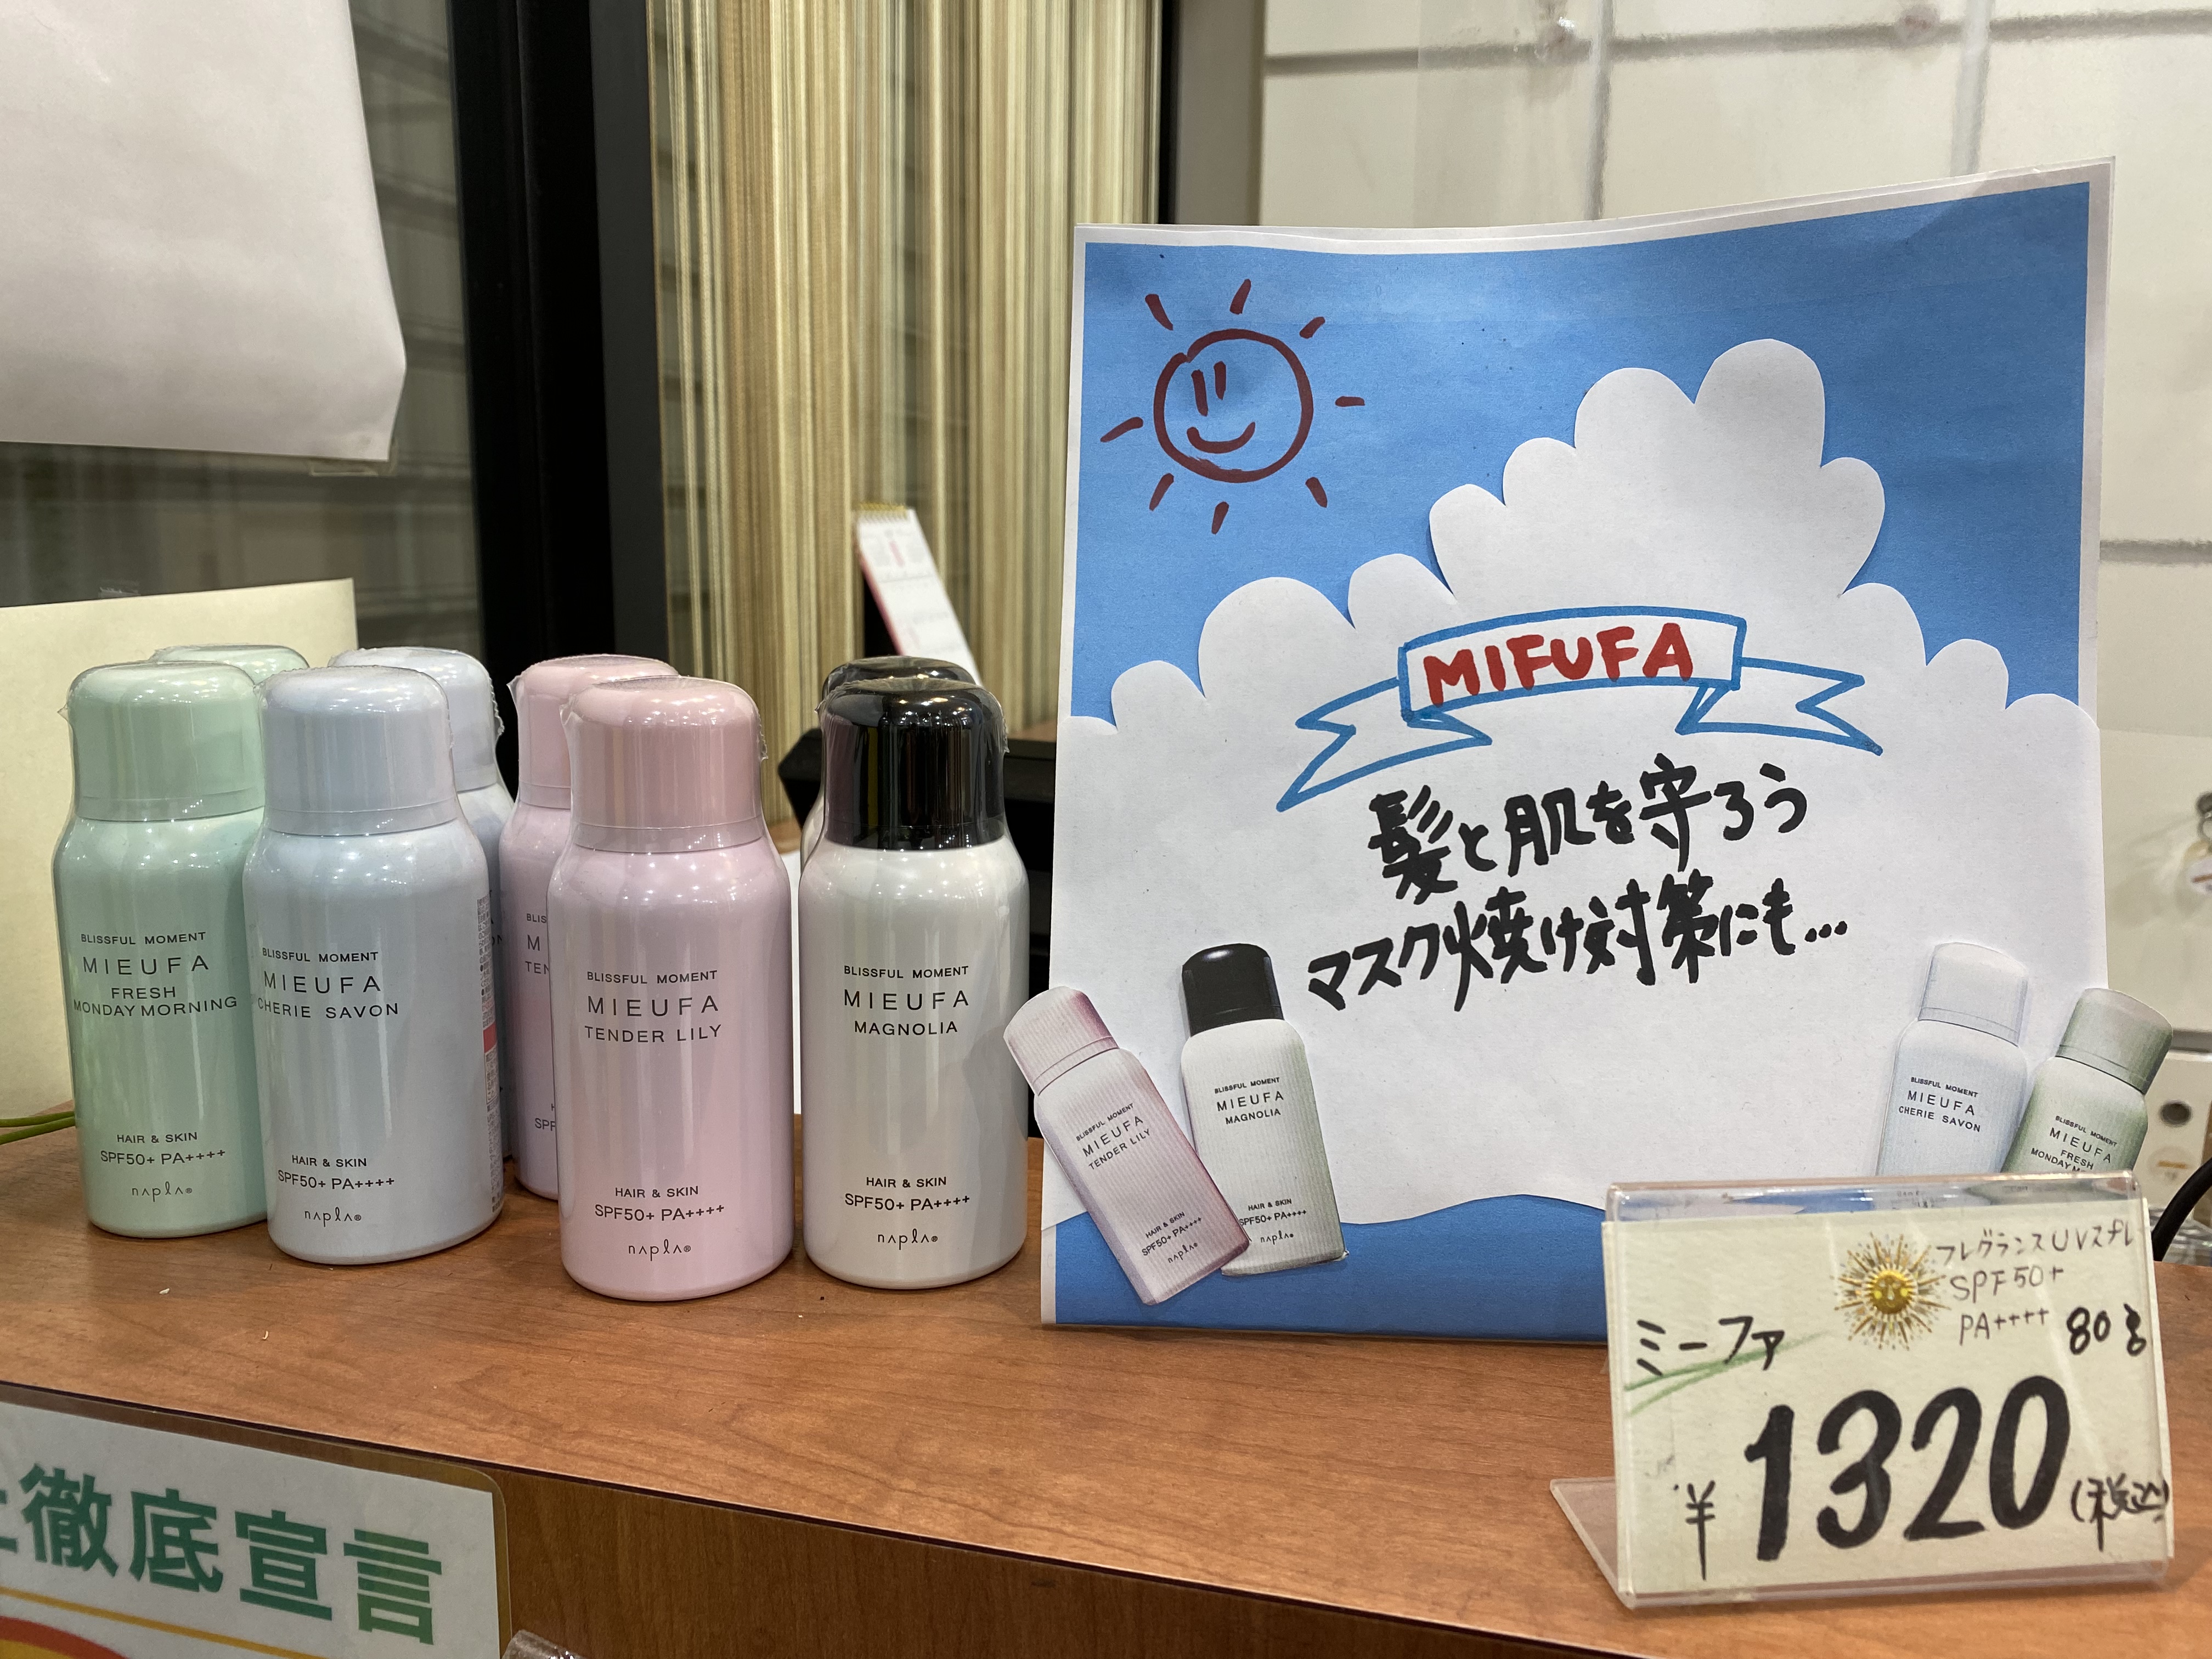 BLISSFUL MOMENT
MIEUFA
FRESH
MONDAY MORNING
HAIR & SKIN
SPF50+ PA++++
napla®
BLISSFUL MOMENT
MIEUFA
CHERIE SAVON
HAIR & SKIN
SPF50+ PA++++
napla®
BLISSFUL MOMENT
MIEUFA
TENDER LILY
HAIR & SKIN
SPF50+ PA++++
napla®
BLISSFUL MOMENT
MIEUFA
MAGNOLIA
HAIR & SKIN
SPF50+ PA++++
napla®
MIFUFA
髪と肌を守ろう
マスク焼け対策にも...
BLISSFUL MOMENT
MIEUFA
TENDER LILY
HAIR & SKIN
SPF50+ PA++++
napla®
BLISSFUL MOMENT
MIEUFA
MAGNOLIA
HAIR & SKIN
SPF50+ PA++++
napla®
BLISSFUL MOMENT
MIEUFA
CHERIE SAVON
BLISSFUL MOMENT
MIEUFA
FRESH
フレグランスUVスプレ
SPF50+
PA++++
ミーファ
80g
¥1320(税込)
徹底宣言